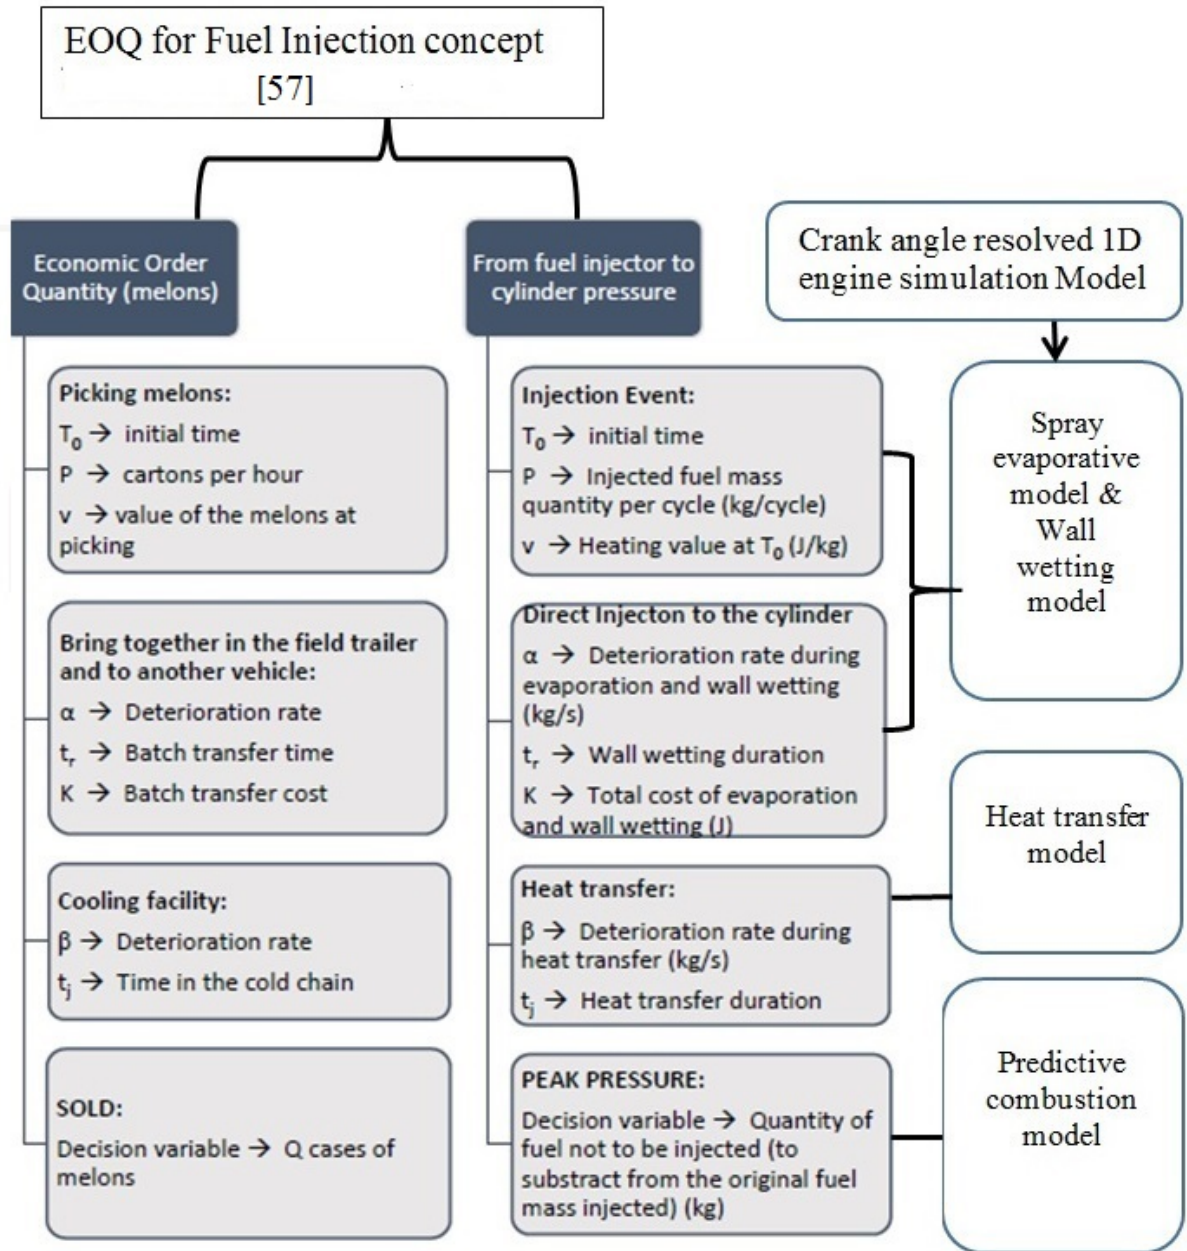 EOQ for Fuel Injection concept
[57]
Economic Order
Quantity (melons)
Picking melons:
T₀ → initial time
P → cartons per hour
v → value of the melons at
picking
Bring together in the field trailer
and to another vehicle:
α → Deterioration rate
tᵣ → Batch transfer time
K → Batch transfer cost
Cooling facility:
β → Deterioration rate
tⱼ → Time in the cold chain
SOLD:
Decision variable → Q cases of
melons
From fuel injector to
cylinder pressure
Injection Event:
T₀ → initial time
P → Injected fuel mass
quantity per cycle (kg/cycle)
v → Heating value at T₀ (J/kg)
Direct Injecton to the cylinder
α → Deterioration rate during
evaporation and wall wetting
(kg/s)
tᵣ → Wall wetting duration
K → Total cost of evaporation
and wall wetting (J)
Heat transfer:
β → Deterioration rate during
heat transfer (kg/s)
tⱼ → Heat transfer duration
PEAK PRESSURE:
Decision variable → Quantity of
fuel not to be injected (to
substract from the original fuel
mass injected) (kg)
Crank angle resolved 1D
engine simulation Model
Spray
evaporative
model &
Wall
wetting
model
Heat transfer
model
Predictive
combustion
model